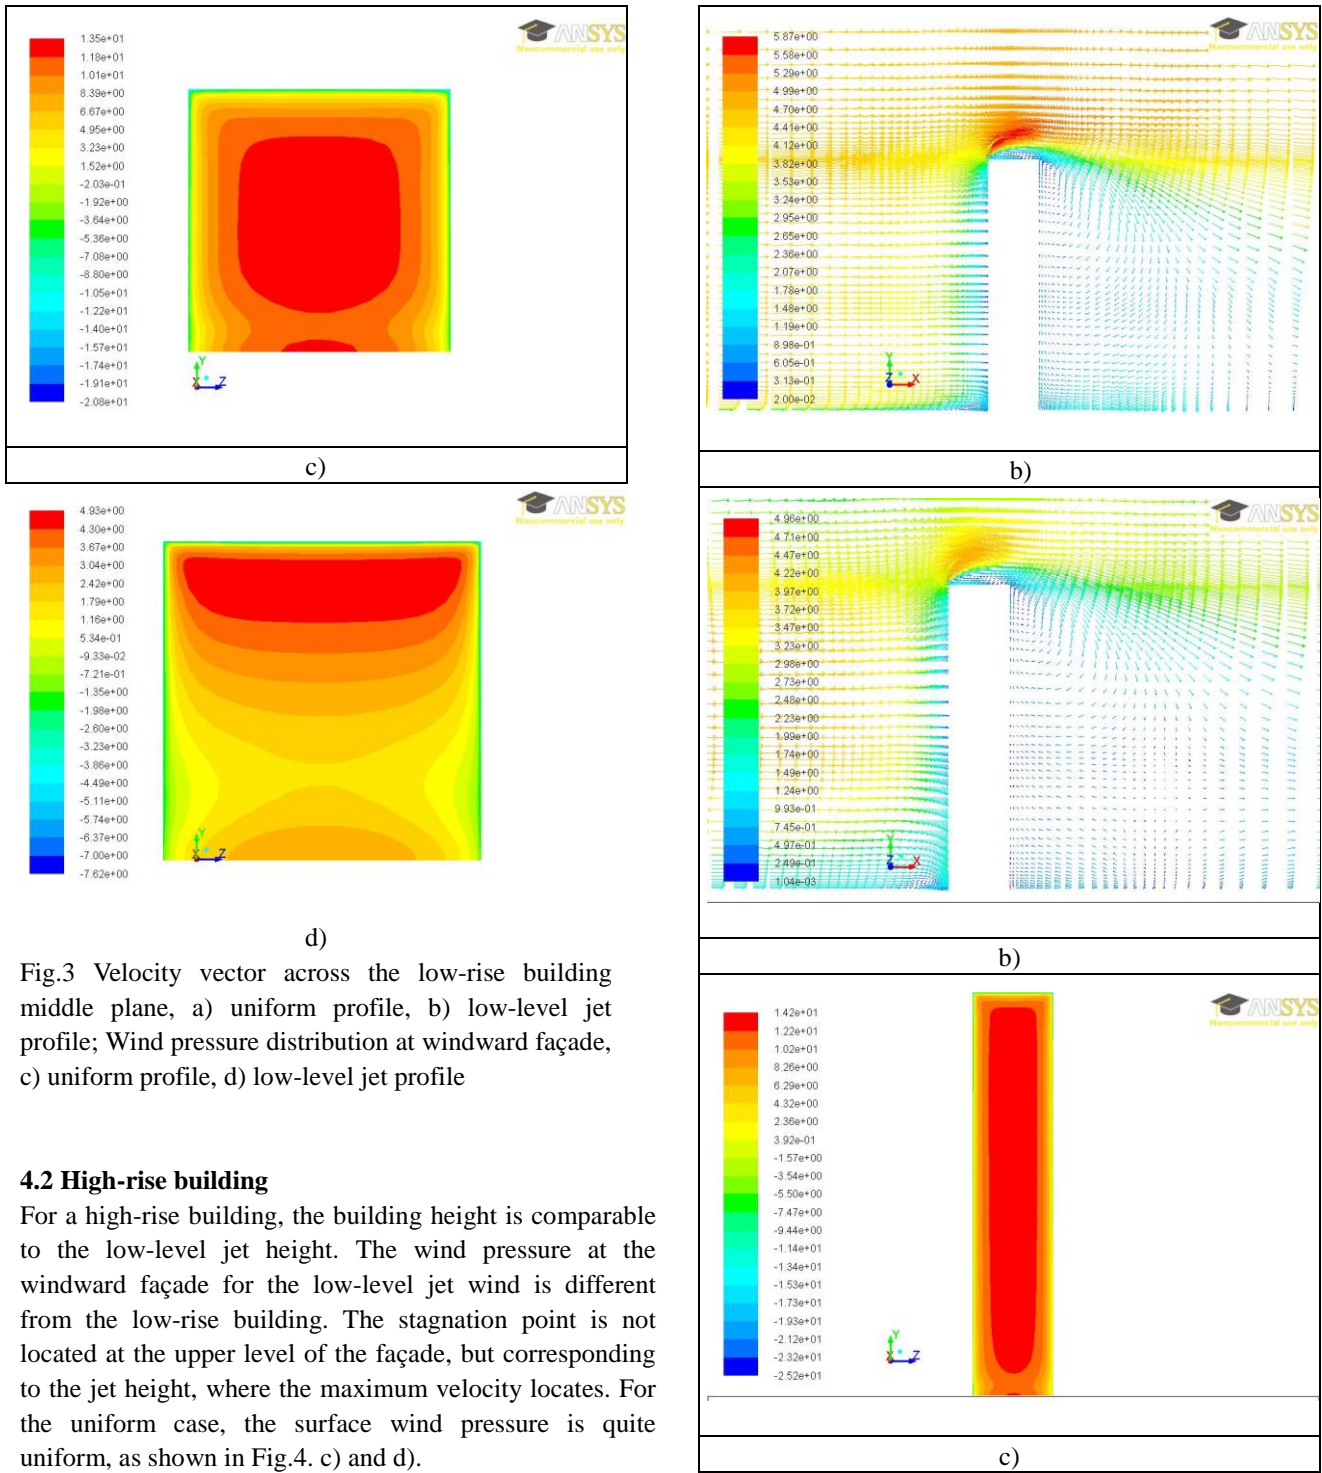 1.35e+01
1.18e+01
1.01e+01
8.39e+00
6.67e+00
4.95e+00
3.23e+00
1.52e+00
-2.03e-01
-1.92e+00
-3.64e+00
-5.36e+00
-7.08e+00
-8.80e+00
-1.05e+01
-1.22e+01
-1.40e+01
-1.57e+01
-1.74e+01
-1.91e+01
-2.08e+01
ANSYS
Noncommercial use only
Y
X
Z
c)
4.93e+00
4.30e+00
3.67e+00
3.04e+00
2.42e+00
1.79e+00
1.16e+00
5.34e-01
-9.33e-02
-7.21e-01
-1.35e+00
-1.98e+00
-2.60e+00
-3.23e+00
-3.86e+00
-4.49e+00
-5.11e+00
-5.74e+00
-6.37e+00
-7.00e+00
-7.62e+00
ANSYS
Noncommercial use only
Y
X
Z
d)
Fig.3 Velocity vector across the low-rise building
middle plane, a) uniform profile, b) low-level jet
profile; Wind pressure distribution at windward façade,
c) uniform profile, d) low-level jet profile
4.2 High-rise building
For a high-rise building, the building height is comparable
to the low-level jet height. The wind pressure at the
windward façade for the low-level jet wind is different
from the low-rise building. The stagnation point is not
located at the upper level of the façade, but corresponding
to the jet height, where the maximum velocity locates. For
the uniform case, the surface wind pressure is quite
uniform, as shown in Fig.4. c) and d).
5.87e+00
5.58e+00
5.29e+00
4.99e+00
4.70e+00
4.41e+00
4.12e+00
3.82e+00
3.53e+00
3.24e+00
2.95e+00
2.65e+00
2.36e+00
2.07e+00
1.78e+00
1.48e+00
1.19e+00
8.98e-01
6.05e-01
3.13e-01
2.00e-02
ANSYS
Noncommercial use only
Y
Z
X
b)
4.96e+00
4.71e+00
4.47e+00
4.22e+00
3.97e+00
3.72e+00
3.47e+00
3.23e+00
2.98e+00
2.73e+00
2.48e+00
2.23e+00
1.99e+00
1.74e+00
1.49e+00
1.24e+00
9.93e-01
7.45e-01
4.97e-01
2.49e-01
1.04e-03
ANSYS
Noncommercial use only
Y
Z
X
b)
1.42e+01
1.22e+01
1.02e+01
8.26e+00
6.29e+00
4.32e+00
2.36e+00
3.92e-01
-1.57e+00
-3.54e+00
-5.50e+00
-7.47e+00
-9.44e+00
-1.14e+01
-1.34e+01
-1.53e+01
-1.73e+01
-1.93e+01
-2.12e+01
-2.32e+01
-2.52e+01
ANSYS
Noncommercial use only
Y
X
Z
c)